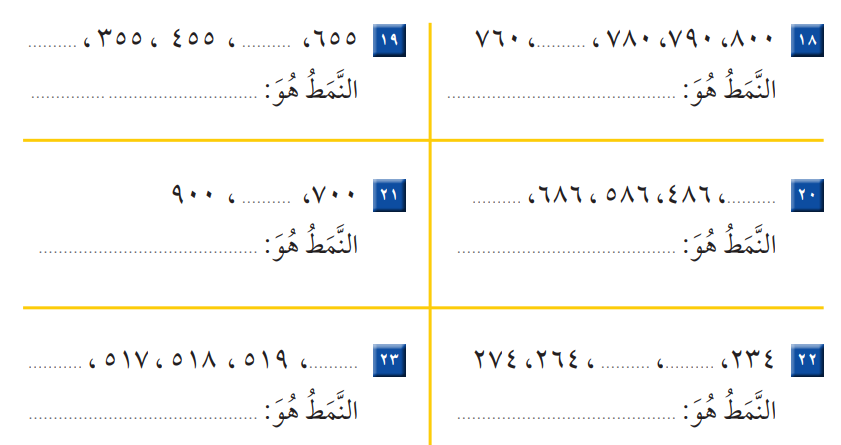 ١٨ ٨٠٠، ٧٩٠، ٧٨٠، ..........، ٧٦٠
النَّمَطُ هُوَ: ..............................................
١٩ ٦٥٥، ..........، ٤٥٥، ٣٥٥، ..........
النَّمَطُ هُوَ: ..............................................
٢٠ ..........، ٤٨٦، ٥٨٦، ٦٨٦، ..........
النَّمَطُ هُوَ: ..............................................
٢١ ٧٠٠، ..........، ٩٠٠
النَّمَطُ هُوَ: ..............................................
٢٢ ٢٣٤، ..........، ..........، ٢٦٤، ٢٧٤
النَّمَطُ هُوَ: ..............................................
٢٣ ..........، ٥١٩، ٥١٨، ٥١٧، ...........
النَّمَطُ هُوَ: ..............................................